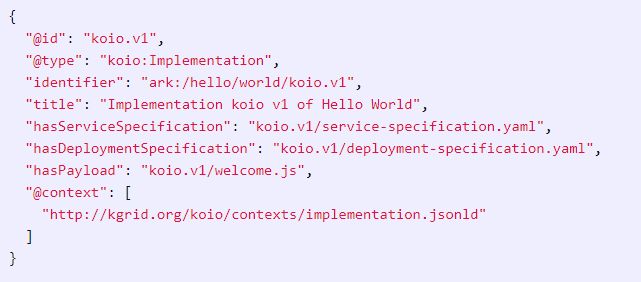 {
  "@id": "koio.v1",
  "@type": "koio:Implementation",
  "identifier": "ark:/hello/world/koio.v1",
  "title": "Implementation koio v1 of Hello World",
  "hasServiceSpecification": "koio.v1/service-specification.yaml",
  "hasDeploymentSpecification": "koio.v1/deployment-specification.yaml",
  "hasPayload": "koio.v1/welcome.js",
  "@context": [
    "http://kgrid.org/koio/contexts/implementation.jsonld"
  ]
}